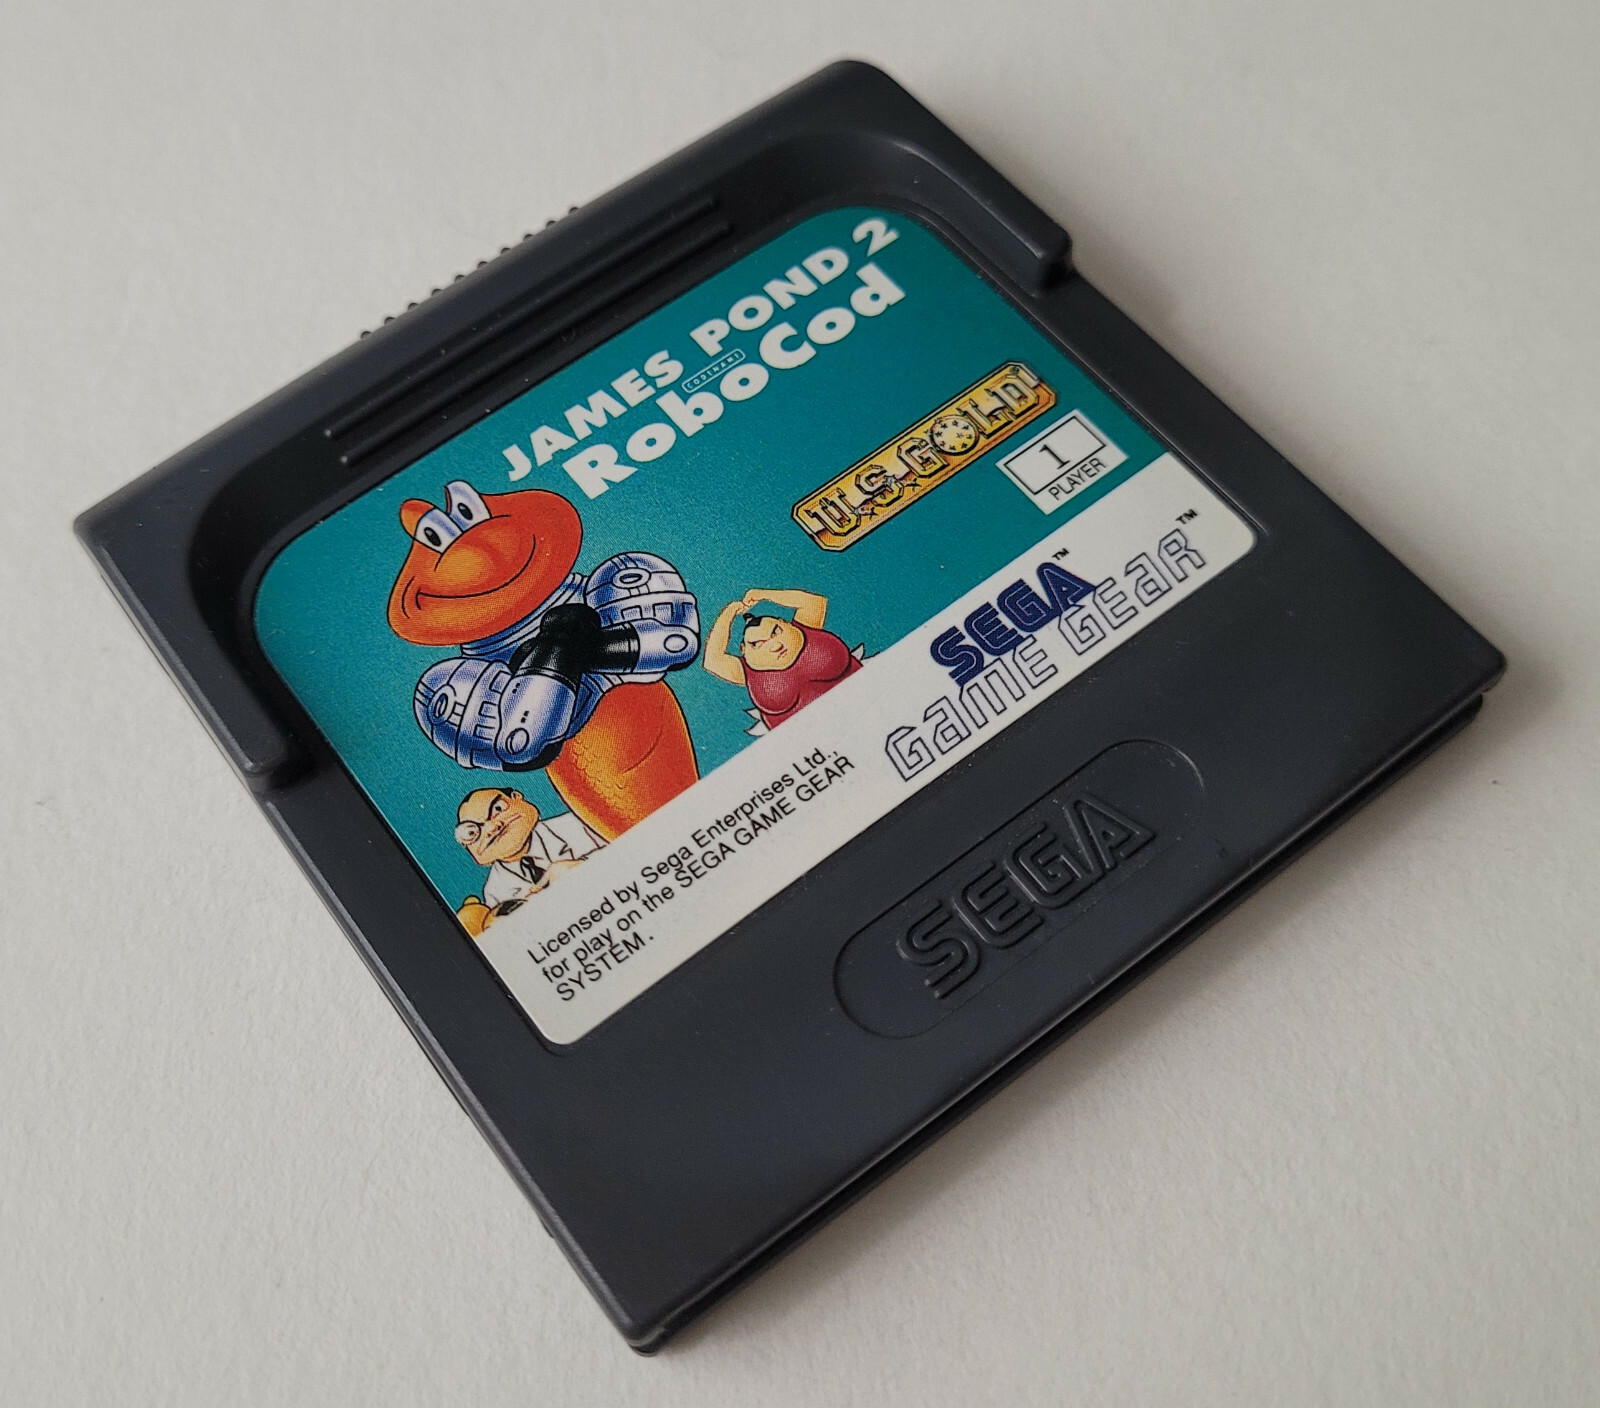 JAMES POND 2
CODENAME
RoboCod
U.S. GOLD
1
PLAYER
SEGA™
GAME GEAR™
Licensed by Sega Enterprises Ltd.,
for play on the SEGA GAME GEAR
SYSTEM.
SEGA